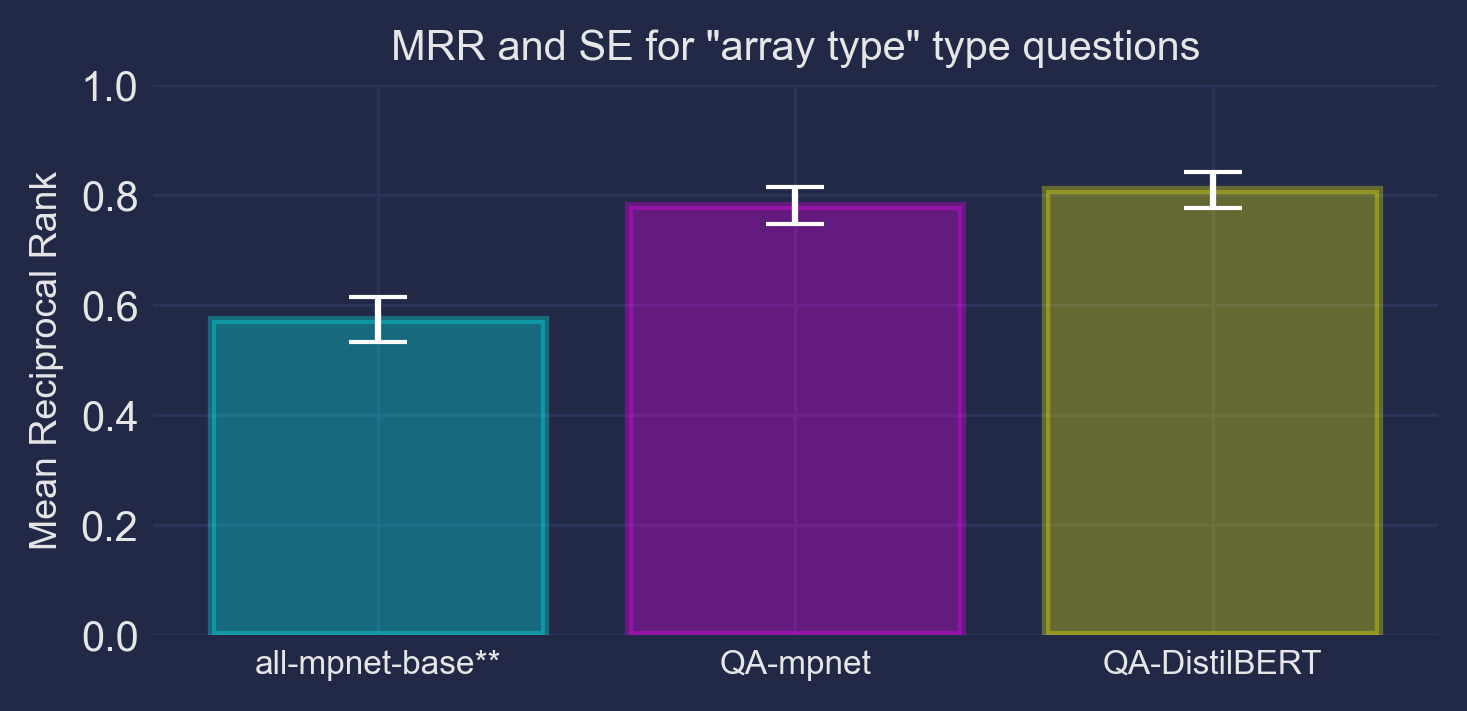 MRR and SE for "array type" type questions
Mean Reciprocal Rank
1.0
0.8
0.6
0.4
0.2
0.0
all-mpnet-base**
QA-mpnet
QA-DistilBERT